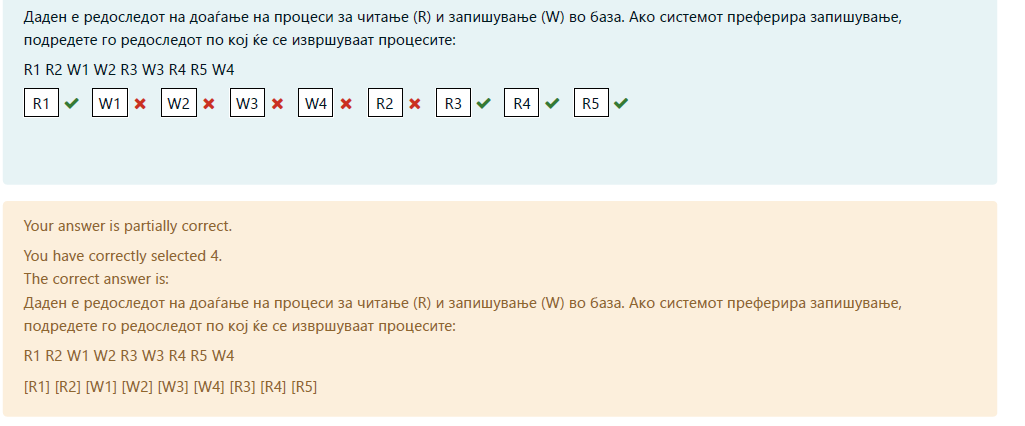 Даден е редоследот на доаѓање на процеси за читање (R) и запишување (W) во база. Ако системот преферира запишување,
подредете го редоследот по кој ќе се извршуваат процесите:
R1 R2 W1 W2 R3 W3 R4 R5 W4
R1 W1 W2 W3 W4 R2 R3 R4 R5
Your answer is partially correct.
You have correctly selected 4.
The correct answer is:
Даден е редоследот на доаѓање на процеси за читање (R) и запишување (W) во база. Ако системот преферира запишување,
подредете го редоследот по кој ќе се извршуваат процесите:
R1 R2 W1 W2 R3 W3 R4 R5 W4
[R1] [R2] [W1] [W2] [W3] [W4] [R3] [R4] [R5]